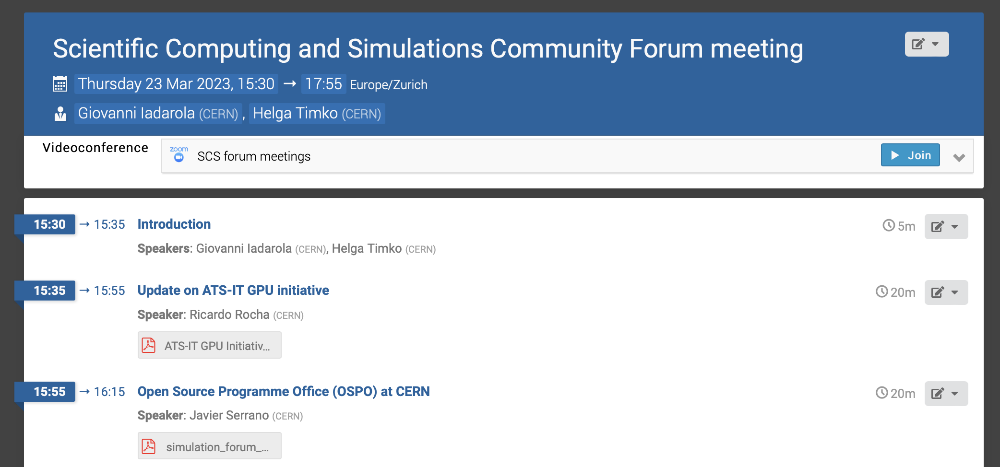 Scientific Computing and Simulations Community Forum meeting
Thursday 23 Mar 2023, 15:30 → 17:55 Europe/Zurich
Giovanni Iadarola (CERN), Helga Timko (CERN)
Videoconference
zoom
SCS forum meetings
Join
15:30 → 15:35 Introduction 5m
Speakers: Giovanni Iadarola (CERN), Helga Timko (CERN)
15:35 → 15:55 Update on ATS-IT GPU initiative 20m
Speaker: Ricardo Rocha (CERN)
ATS-IT GPU Initiativ...
15:55 → 16:15 Open Source Programme Office (OSPO) at CERN 20m
Speaker: Javier Serrano (CERN)
simulation_forum_...